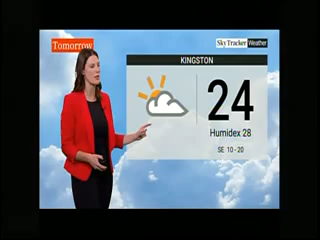 Tomorrow
SkyTracker Weather
KINGSTON
24
Humidex 28
SE 10-20